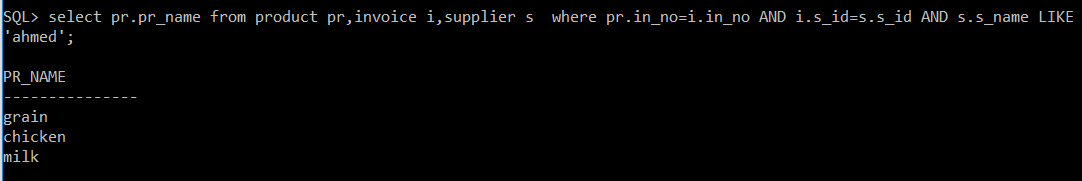 SQL> select pr.pr_name from product pr,invoice i,supplier s  where pr.in_no=i.in_no AND i.s_id=s.s_id AND s.s_name LIKE
'ahmed';
PR_NAME
---------------
grain
chicken
milk